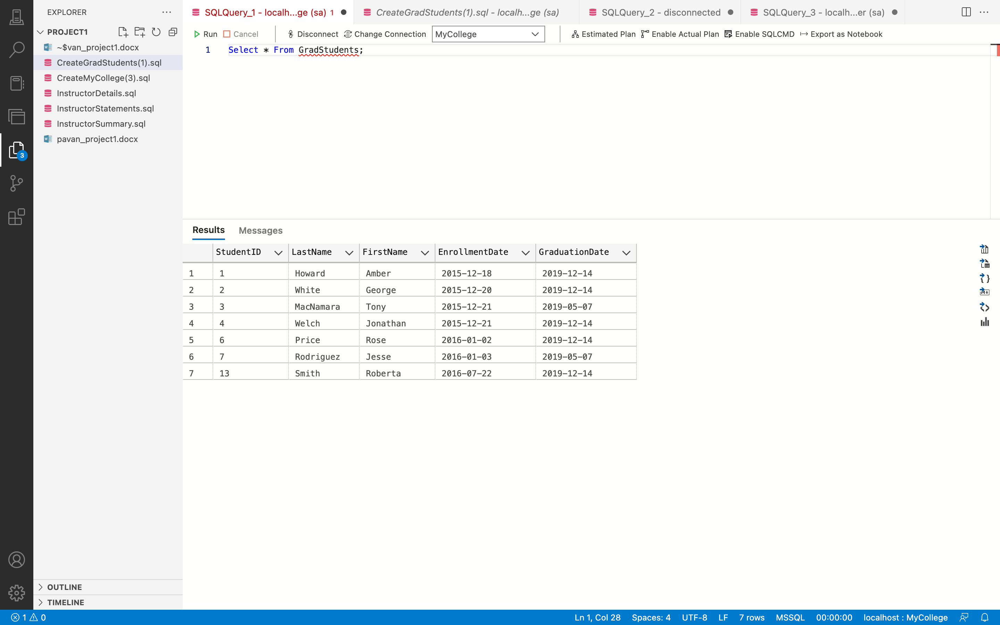 EXPLORER
SQLQuery_1 - localh...ge (sa) 1
CreateGradStudents(1).sql - localh...ge (sa)
SQLQuery_2 - disconnected
SQLQuery_3 - localh...er (sa)
PROJECT1
Run
Cancel
Disconnect
Change Connection
MyCollege
Estimated Plan
Enable Actual Plan
Enable SQLCMD
Export as Notebook
~$van_project1.docx
CreateGradStudents(1).sql
CreateMyCollege(3).sql
InstructorDetails.sql
InstructorStatements.sql
InstructorSummary.sql
pavan_project1.docx
3
1 Select * From GradStudents;
Results Messages
StudentID LastName FirstName EnrollmentDate GraduationDate
1 1 Howard Amber 2015-12-18 2019-12-14
2 2 White George 2015-12-20 2019-12-14
3 3 MacNamara Tony 2015-12-21 2019-05-07
4 4 Welch Jonathan 2015-12-21 2019-12-14
5 6 Price Rose 2016-01-02 2019-12-14
6 7 Rodriguez Jesse 2016-01-03 2019-05-07
7 13 Smith Roberta 2016-07-22 2019-12-14
OUTLINE
TIMELINE
1 0
Ln 1, Col 28 Spaces: 4 UTF-8 LF 7 rows MSSQL 00:00:00 localhost : MyCollege